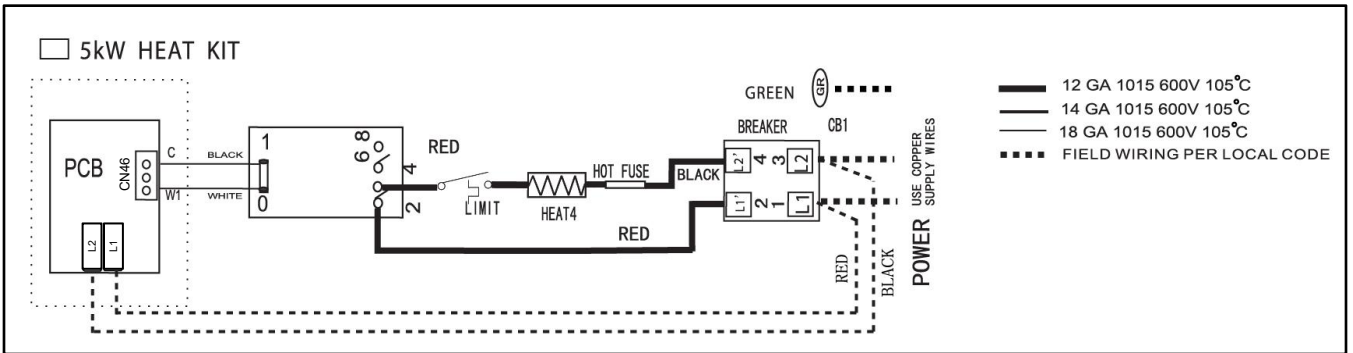 5kW HEAT KIT
PCB
CN46
C
W1
L2
L1
BLACK
WHITE
1
0
6 8
4
2
RED
LIMIT
HEAT4
HOT FUSE
RED
BLACK
GREEN
GR
BREAKER
CB1
L2' 4 3 L2
L1' 2 1 L1
RED
BLACK
POWER
USE COPPER
SUPPLY WIRES
12 GA 1015 600V 105°C
14 GA 1015 600V 105°C
18 GA 1015 600V 105°C
FIELD WIRING PER LOCAL CODE